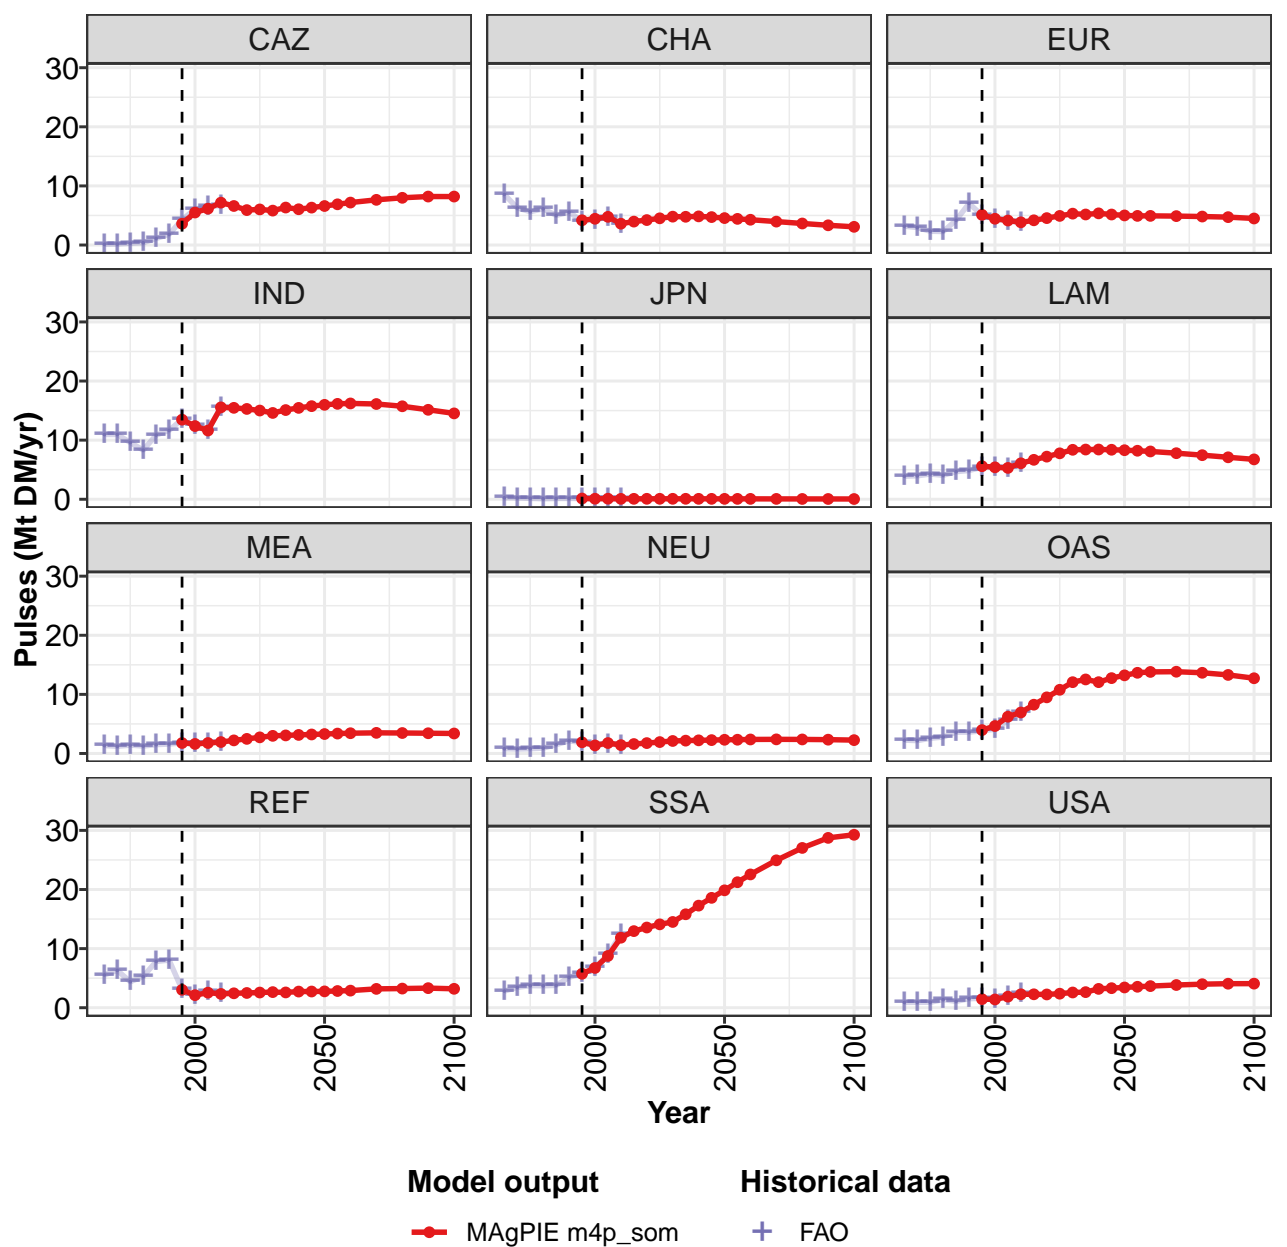 CAZ CHA EUR
30
20
10
0
IND JPN LAM
30
20
10
0
Pulses (Mt DM/yr)
MEA NEU OAS
30
20
10
0
REF SSA USA
30
20
10
0
2000 2050 2100 2000 2050 2100 2000 2050 2100
Year
Model output Historical data
MAgPIE m4p_som FAO